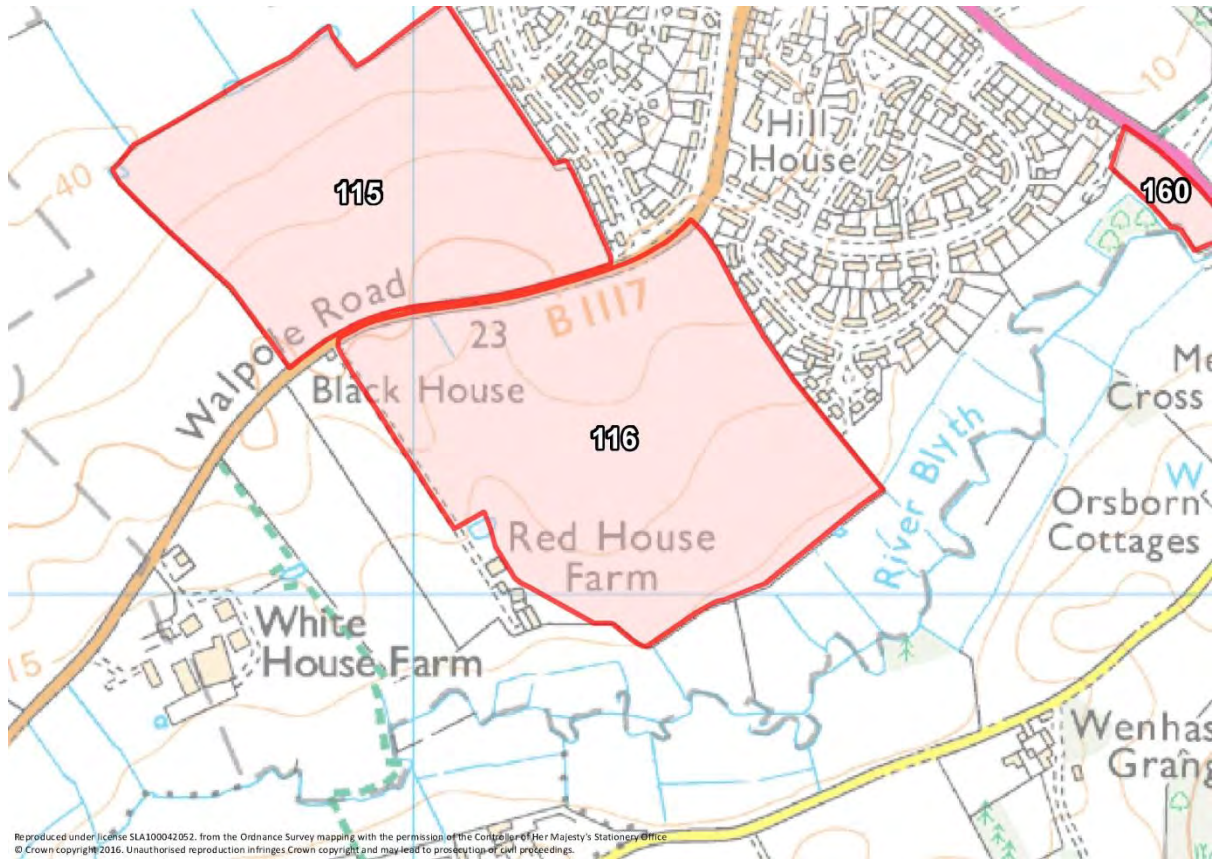 10
Hill
House
160
115
40
Walpole Road
B1117
23
Me
Cross
Black House
116
W
River Blyth
Orsborn
Cottages
Red House
Farm
White
House Farm
15
Wenhas
Grang
Reproduced under license SLA100042052. from the Ordnance Survey mapping with the permission of the Controller of Her Majesty's Stationery Office
© Crown copyright 2016. Unauthorised reproduction infringes Crown copyright and may lead to prosecution or civil proceedings.